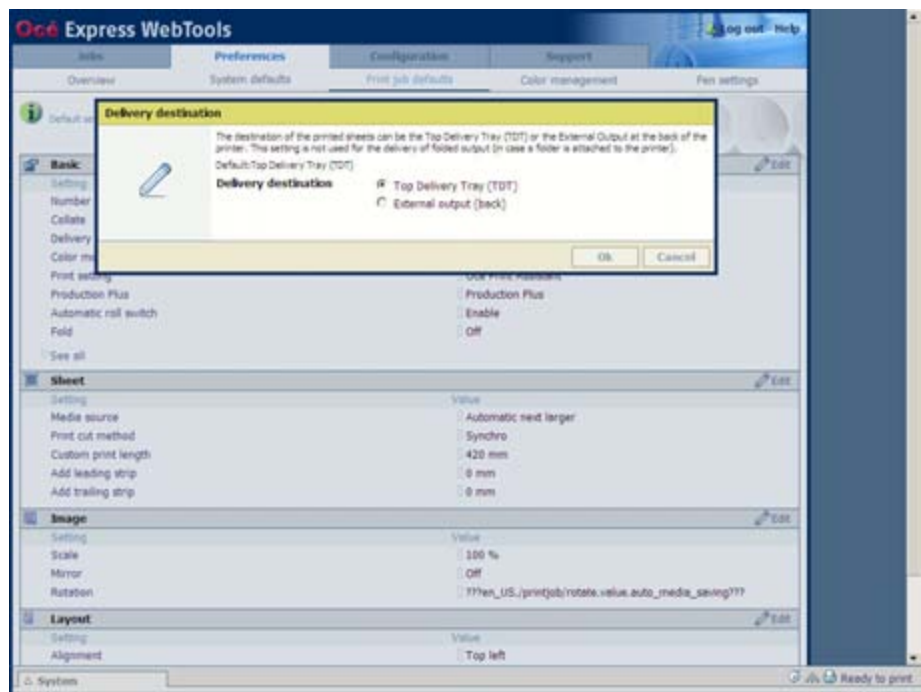 Océ Express WebTools
Log out Help
Jobs Preferences Configuration Support
Overview System defaults Print job defaults Color management Pen settings
Delivery destination
The destination of the printed sheets can be the Top Delivery Tray (TDT) or the External Output at the back of the
printer. This setting is not used for the delivery of folded output (in case a folder is attached to the printer).
Default:Top Delivery Tray (TDT)
Delivery destination Top Delivery Tray (TDT)
External output (back)
Ok Cancel
Basic Edit
Setting
Number
Collate
Delivery
Color
Print setting Océ Print Assistant
Production Plus Production Plus
Automatic roll switch Enable
Fold Off
See all
Sheet Edit
Setting Value
Media source Automatic next larger
Print cut method Synchro
Custom print length 420 mm
Add leading strip 0 mm
Add trailing strip 0 mm
Image Edit
Setting Value
Scale 100 %
Mirror Off
Rotation ???en_US./printjob/rotate.value.auto_media_saving???
Layout Edit
Setting Value
Alignment Top left
System Ready to print